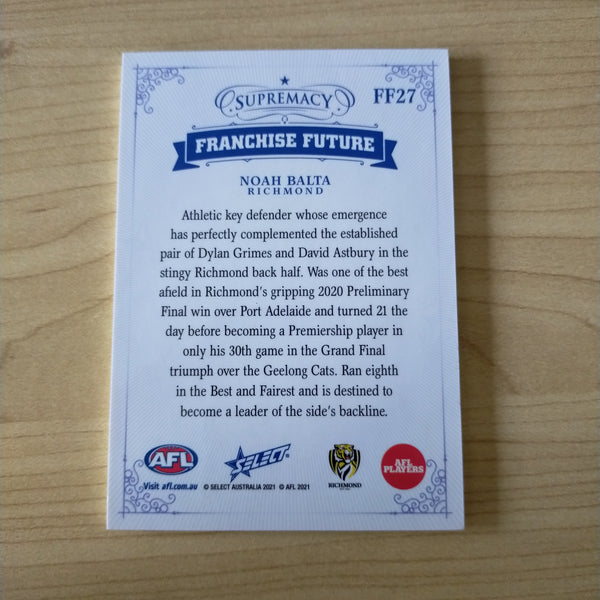 SUPREMACY
FF27
FRANCHISE FUTURE
NOAH BALTA
RICHMOND
Athletic key defender whose emergence
has perfectly complemented the established
pair of Dylan Grimes and David Astbury in the
stingy Richmond back half. Was one of the best
afield in Richmond's gripping 2020 Preliminary
Final win over Port Adelaide and turned 21 the
day before becoming a Premiership player in
only his 30th game in the Grand Final
triumph over the Geelong Cats. Ran eighth
in the Best and Fairest and is destined to
become a leader of the side's backline.
AFL
SELECT
RICHMOND
AFL
PLAYERS
Visit afl.com.au © SELECT AUSTRALIA 2021 © AFL 2021